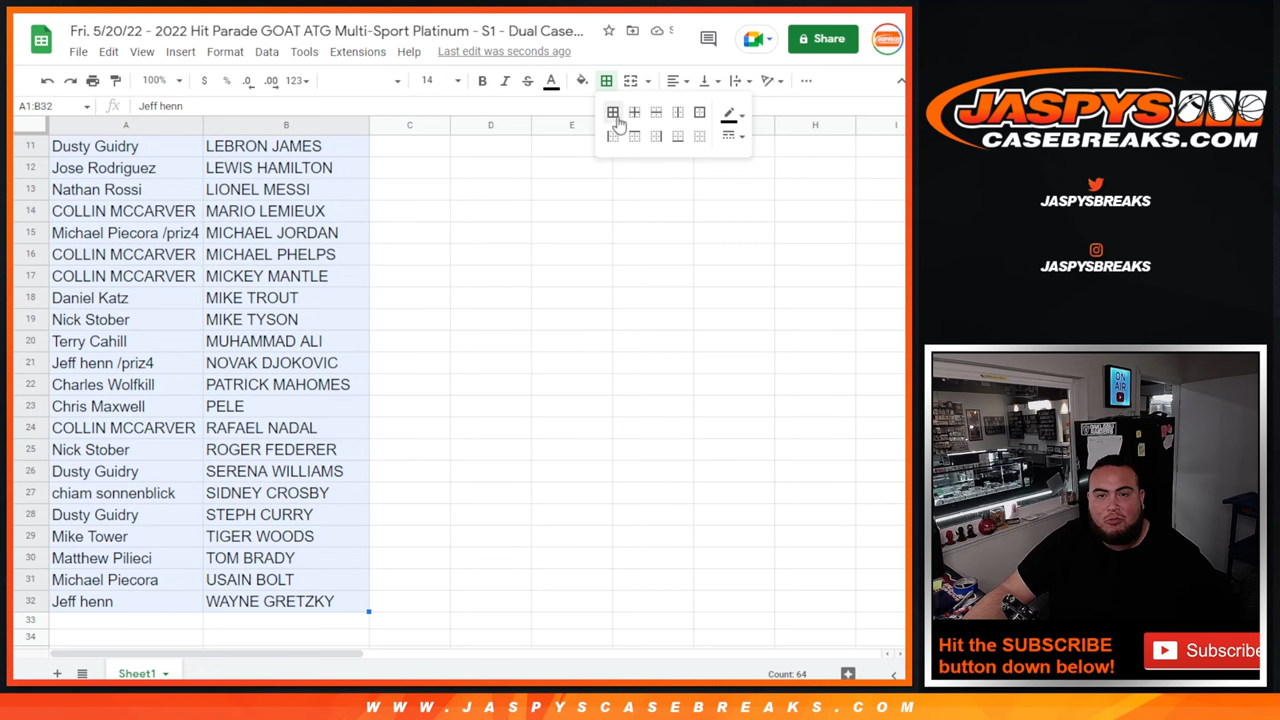 Fri. 5/20/22 - 2022 Hit Parade GOAT ATG Multi-Sport Platinum - S1 - Dual Case...
Share
File Edit View Insert Format Data Tools Extensions Help Last edit was seconds ago
100% $ % .0 .00 123 14 B I S A
A1:B32 fx Jeff henn
A B C D E H I
11 Dusty Guidry LEBRON JAMES
12 Jose Rodriguez LEWIS HAMILTON
13 Nathan Rossi LIONEL MESSI
14 COLLIN MCCARVER MARIO LEMIEUX
15 Michael Piecora /priz4 MICHAEL JORDAN
16 COLLIN MCCARVER MICHAEL PHELPS
17 COLLIN MCCARVER MICKEY MANTLE
18 Daniel Katz MIKE TROUT
19 Nick Stober MIKE TYSON
20 Terry Cahill MUHAMMAD ALI
21 Jeff henn /priz4 NOVAK DJOKOVIC
22 Charles Wolfkill PATRICK MAHOMES
23 Chris Maxwell PELE
24 COLLIN MCCARVER RAFAEL NADAL
25 Nick Stober ROGER FEDERER
26 Dusty Guidry SERENA WILLIAMS
27 chiam sonnenblick SIDNEY CROSBY
28 Dusty Guidry STEPH CURRY
29 Mike Tower TIGER WOODS
30 Matthew Pilieci TOM BRADY
31 Michael Piecora USAIN BOLT
32 Jeff henn WAYNE GRETZKY
33
34
Sheet1
Count: 64
JASPYS
CASEBREAKS.COM
JASPYSBREAKS
JASPYSBREAKS
ON
AIR
Hit the SUBSCRIBE
button down below!
Subscribe
WWW.JASPYSCASEBREAKS.COM